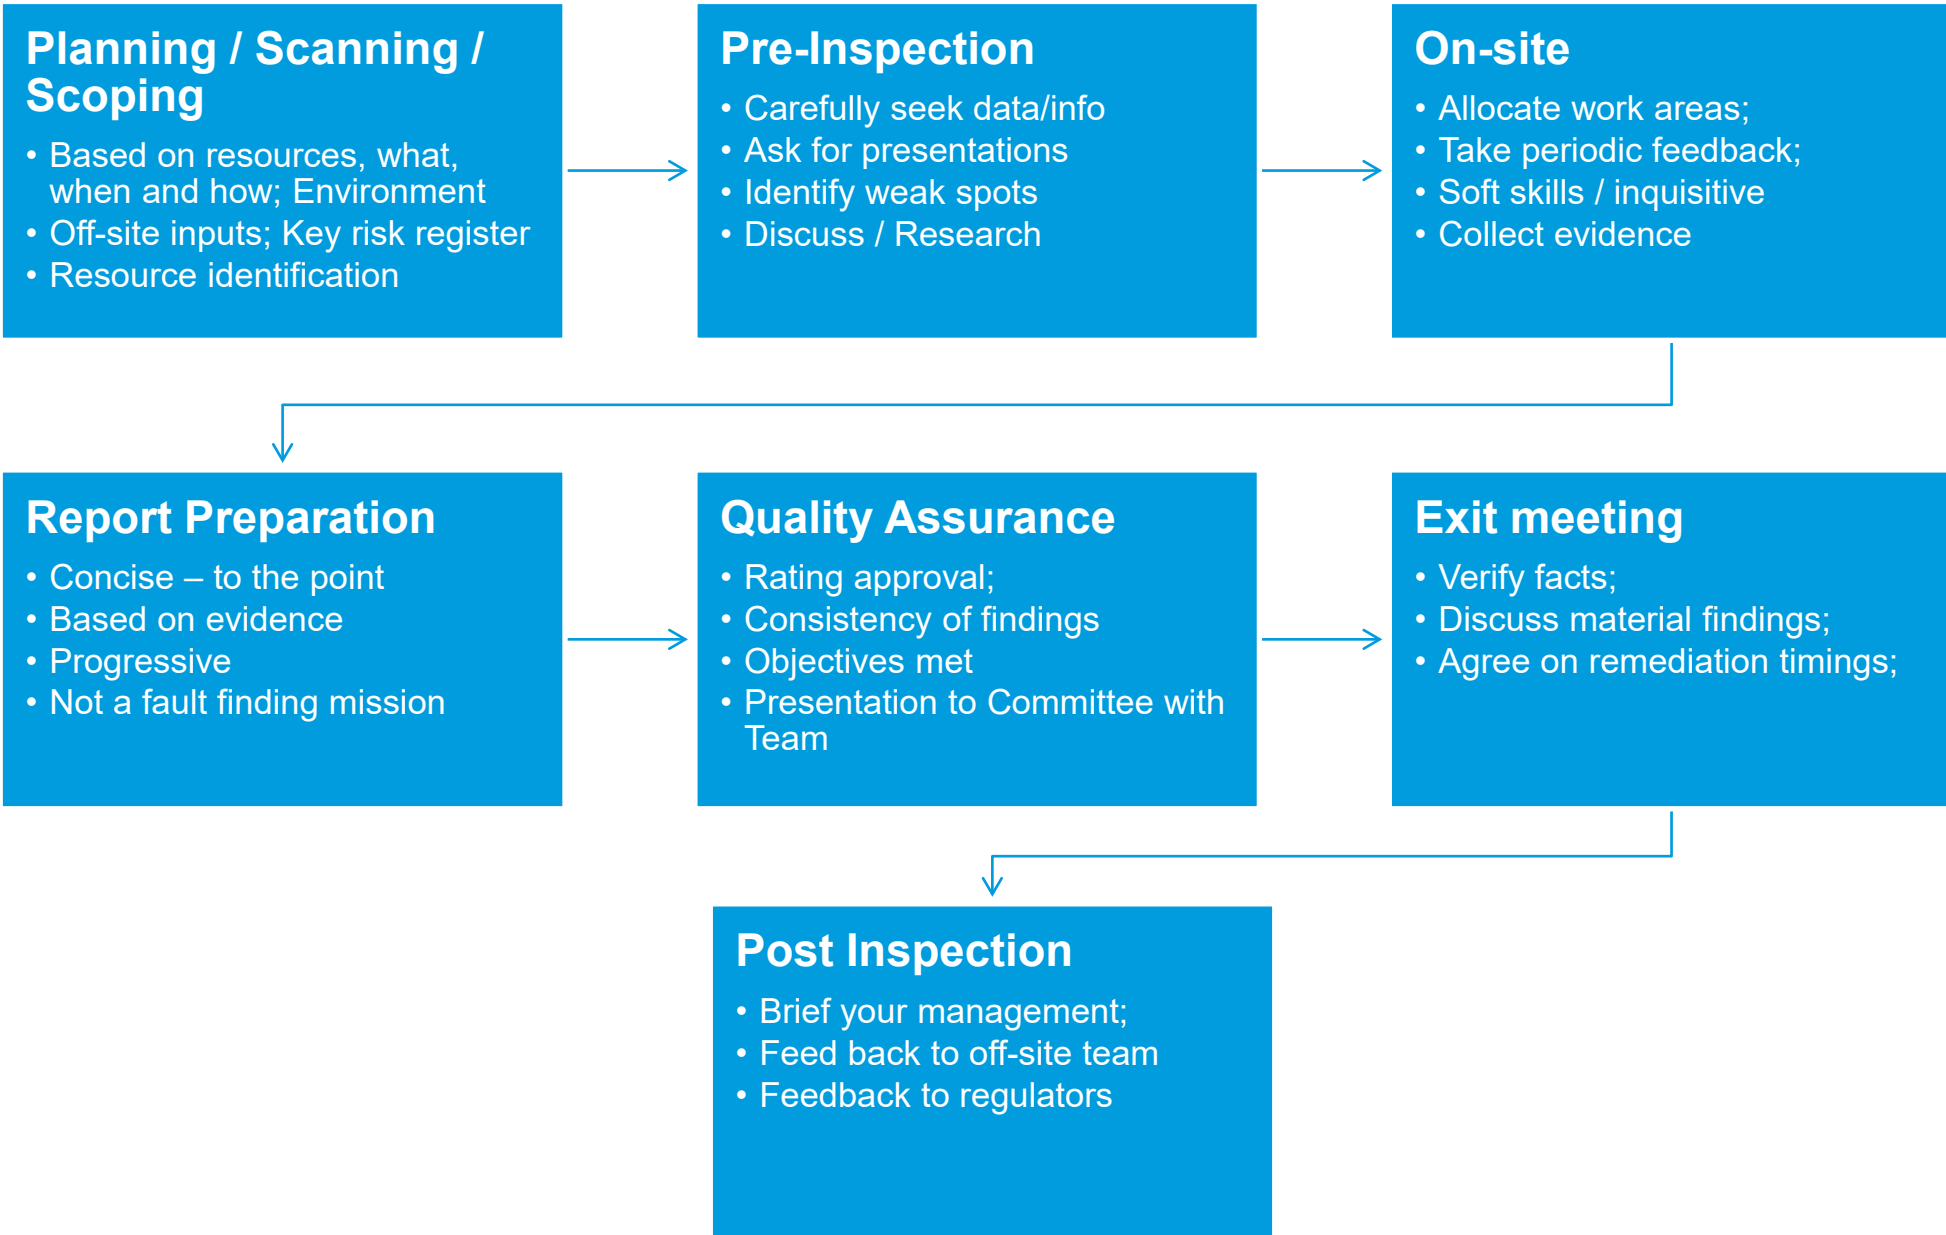 Planning / Scanning /
Scoping
• Based on resources, what,
when and how; Environment
• Off-site inputs; Key risk register
• Resource identification
Pre-Inspection
• Carefully seek data/info
• Ask for presentations
• Identify weak spots
• Discuss / Research
On-site
• Allocate work areas;
• Take periodic feedback;
• Soft skills / inquisitive
• Collect evidence
Report Preparation
• Concise – to the point
• Based on evidence
• Progressive
• Not a fault finding mission
Quality Assurance
• Rating approval;
• Consistency of findings
• Objectives met
• Presentation to Committee with
Team
Exit meeting
• Verify facts;
• Discuss material findings;
• Agree on remediation timings;
Post Inspection
• Brief your management;
• Feed back to off-site team
• Feedback to regulators